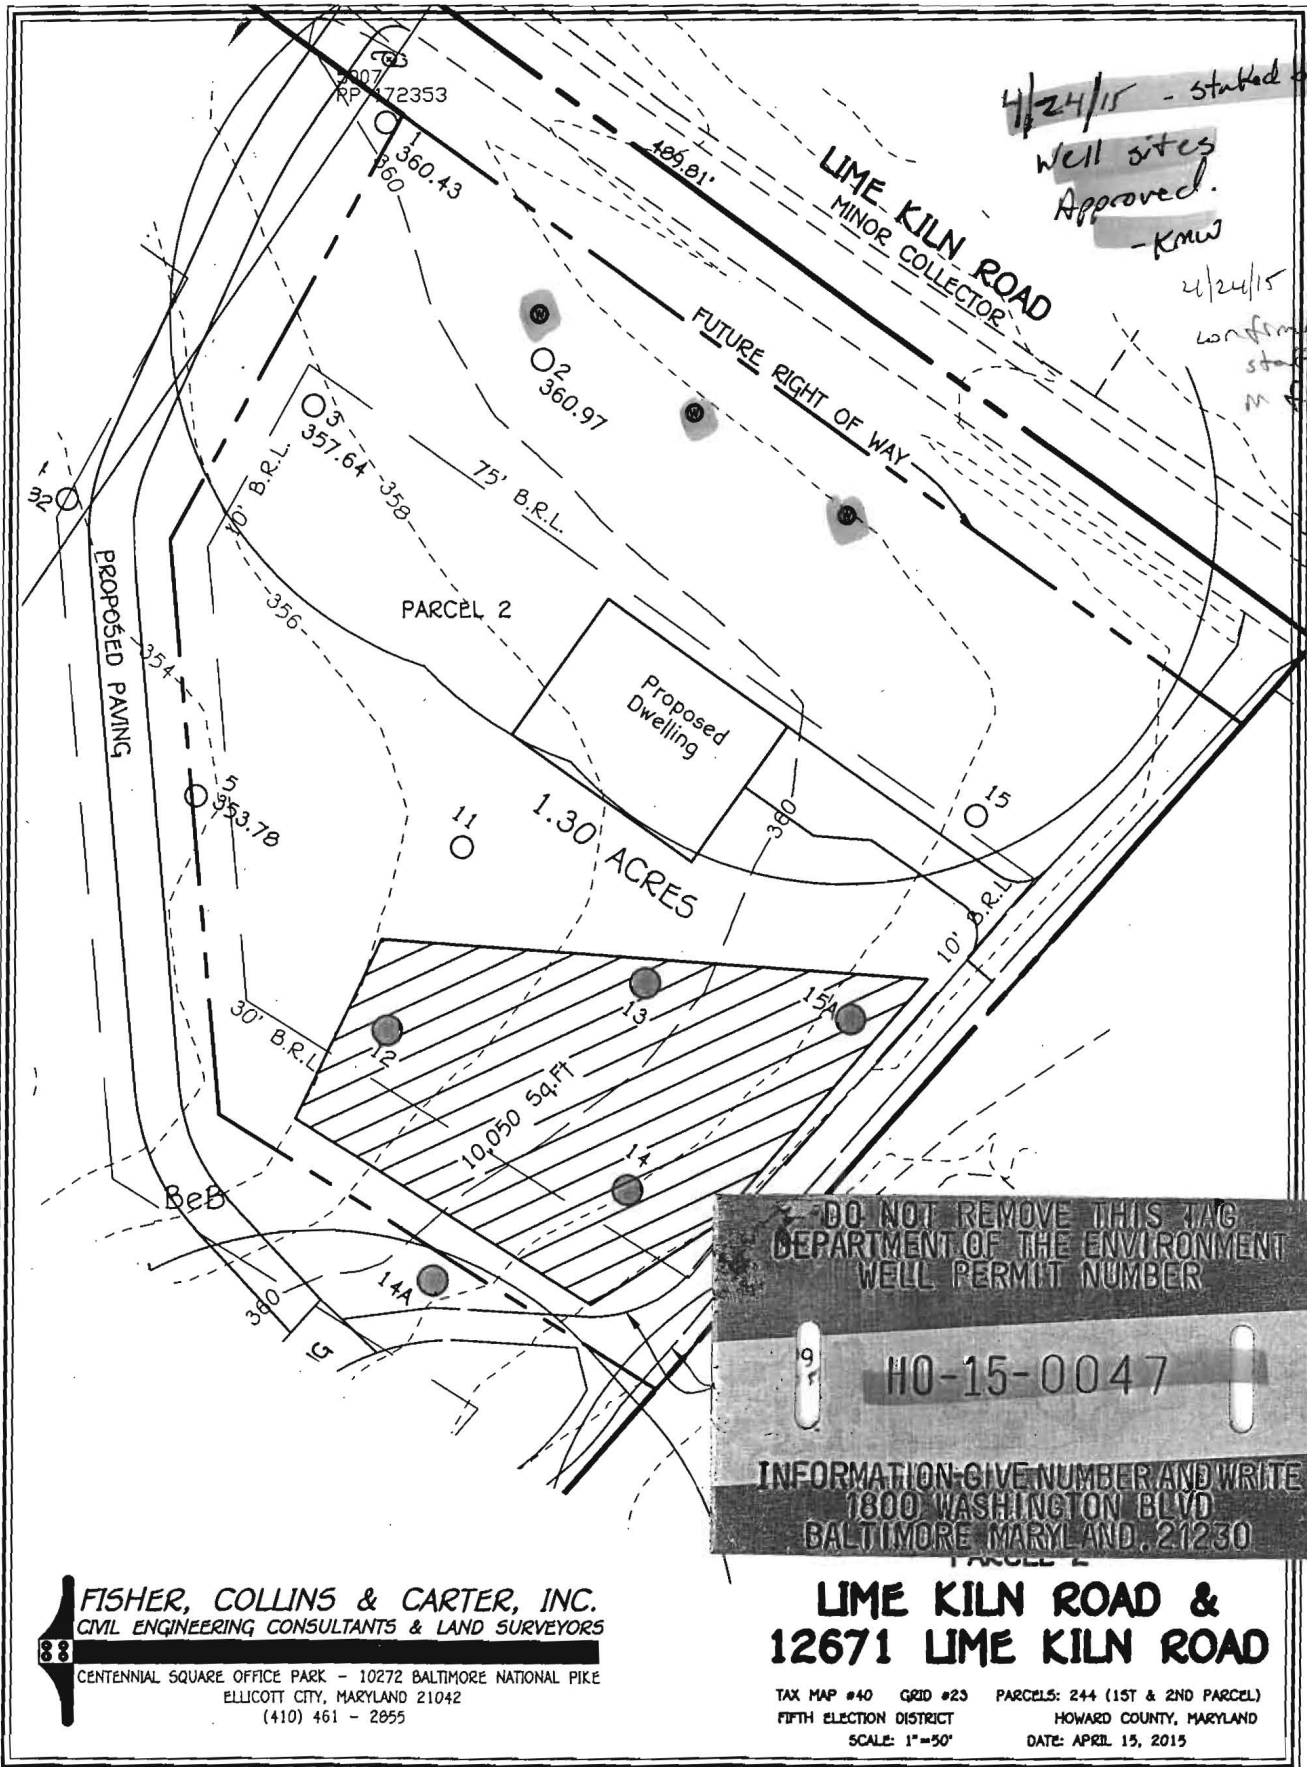 4/24/15 - staked
Well sites
Approved.
-KMW
4/24/15
5007
RP 172353
1
360.43
360
489.81'
LIME KILN ROAD
MINOR COLLECTOR
FUTURE RIGHT OF WAY
W
2
360.97
W
W
3
357.64
358
75' B.R.L.
10' B.R.L.
32
PROPOSED PAVING
356
354
PARCEL 2
Proposed
Dwelling
5
353.78
11
1.30 ACRES
360
15
10' B.R.L.
30' B.R.L.
12
13
15A
10,050 Sq.Ft
14
BeB
14A
360
DO NOT REMOVE THIS TAG
DEPARTMENT OF THE ENVIRONMENT
WELL PERMIT NUMBER
HO-15-0047
INFORMATION-GIVE NUMBER AND WRITE
1800 WASHINGTON BLVD
BALTIMORE MARYLAND. 21230
PARCEL 2
FISHER, COLLINS & CARTER, INC.
CIVIL ENGINEERING CONSULTANTS & LAND SURVEYORS
CENTENNIAL SQUARE OFFICE PARK - 10272 BALTIMORE NATIONAL PIKE
ELLICOTT CITY, MARYLAND 21042
(410) 461 - 2855
LIME KILN ROAD &
12671 LIME KILN ROAD
TAX MAP #40 GRID #23 PARCELS: 244 (1ST & 2ND PARCEL)
FIFTH ELECTION DISTRICT HOWARD COUNTY, MARYLAND
SCALE: 1"=50' DATE: APRIL 15, 2015